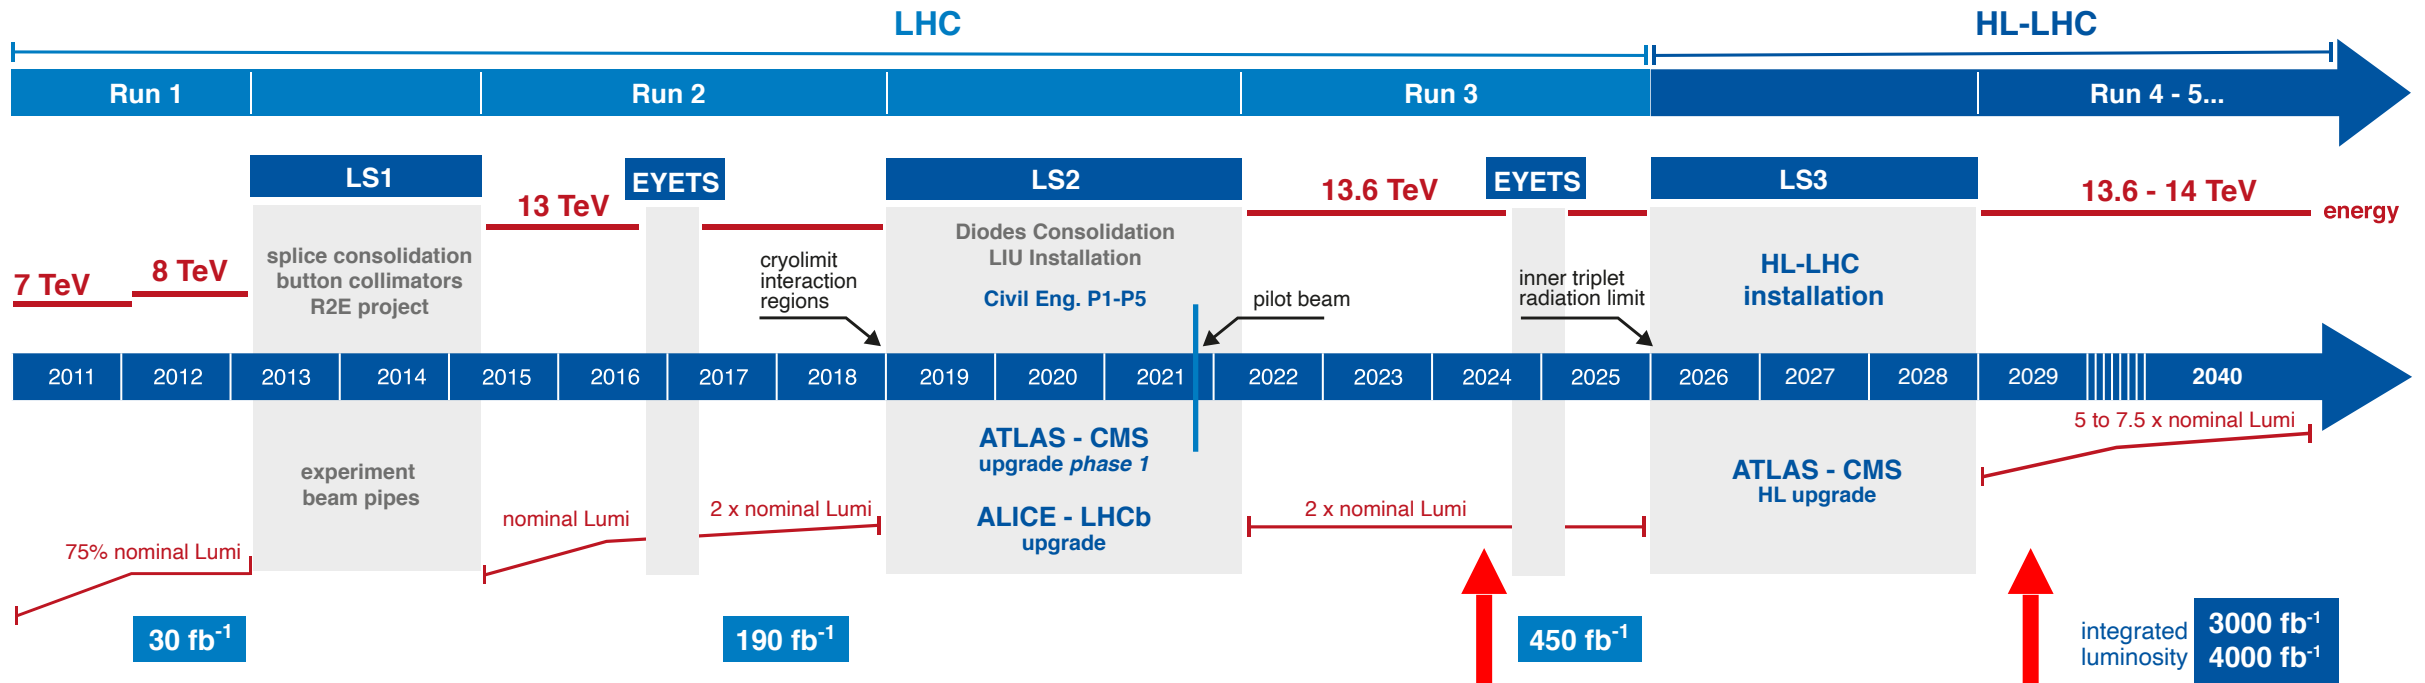 LHC
HL-LHC
Run 1
Run 2
Run 3
Run 4 - 5...
LS1
EYETS
LS2
EYETS
LS3
13 TeV
13.6 TeV
13.6 - 14 TeV
energy
7 TeV
8 TeV
splice consolidation
button collimators
R2E project
cryolimit
interaction
regions
Diodes Consolidation
LIU Installation
Civil Eng. P1-P5
pilot beam
inner triplet
radiation limit
HL-LHC
installation
2011
2012
2013
2014
2015
2016
2017
2018
2019
2020
2021
2022
2023
2024
2025
2026
2027
2028
2029
2040
experiment
beam pipes
ATLAS - CMS
upgrade phase 1
ALICE - LHCb
upgrade
ATLAS - CMS
HL upgrade
5 to 7.5 x nominal Lumi
75% nominal Lumi
nominal Lumi
2 x nominal Lumi
2 x nominal Lumi
30 fb-1
190 fb-1
450 fb-1
integrated
luminosity
3000 fb-1
4000 fb-1